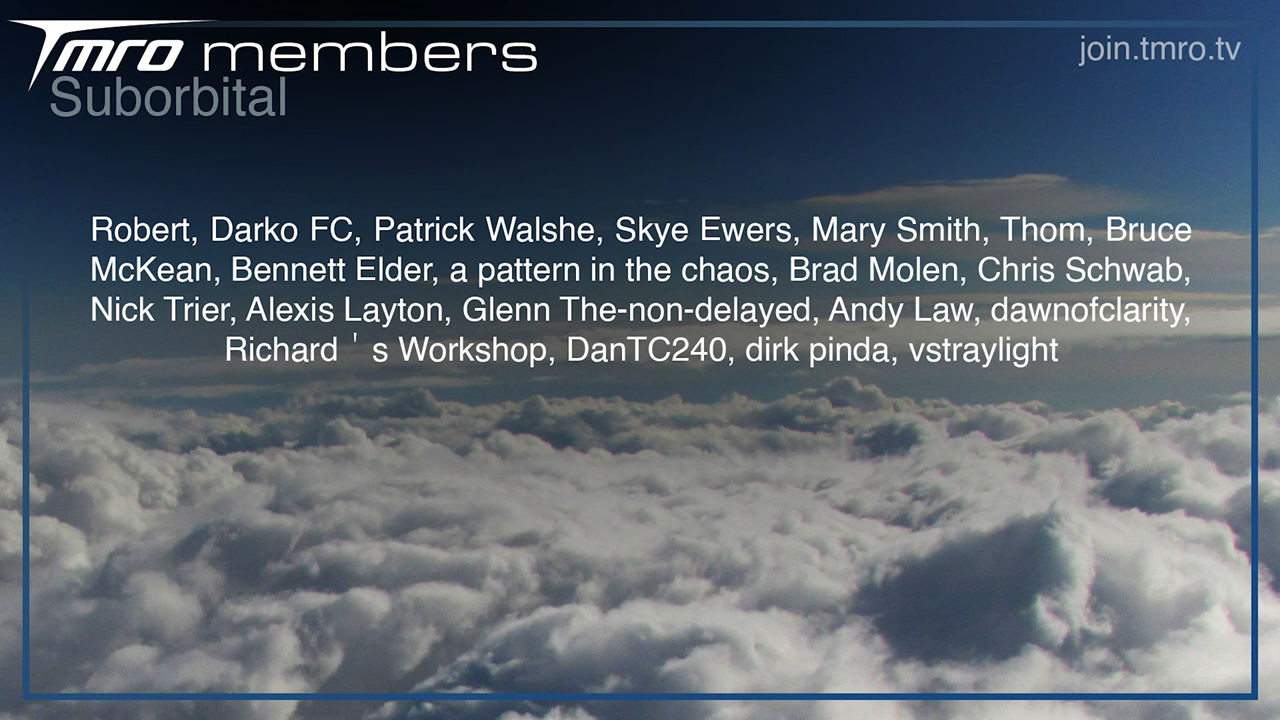 Tmro members
join.tmro.tv
Suborbital
Robert, Darko FC, Patrick Walshe, Skye Ewers, Mary Smith, Thom, Bruce
McKean, Bennett Elder, a pattern in the chaos, Brad Molen, Chris Schwab,
Nick Trier, Alexis Layton, Glenn The-non-delayed, Andy Law, dawnofclarity,
Richard ' s Workshop, DanTC240, dirk pinda, vstraylight